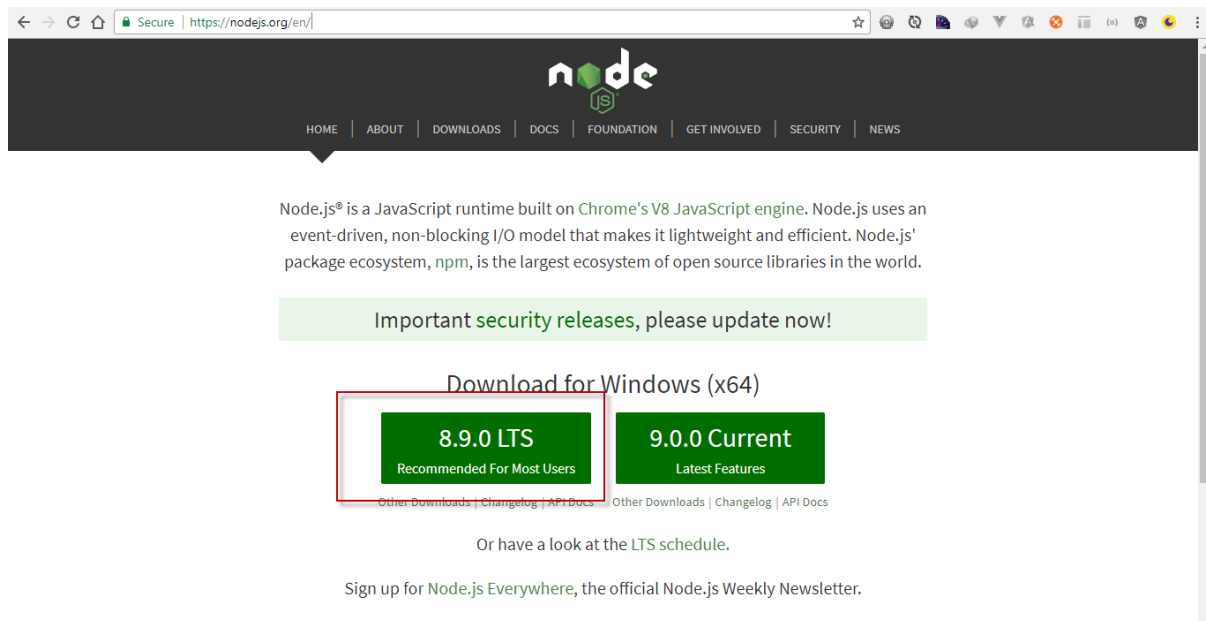 Secure | https://nodejs.org/en/
node
JS
HOME | ABOUT | DOWNLOADS | DOCS | FOUNDATION | GET INVOLVED | SECURITY | NEWS
Node.js® is a JavaScript runtime built on Chrome's V8 JavaScript engine. Node.js uses an
event-driven, non-blocking I/O model that makes it lightweight and efficient. Node.js'
package ecosystem, npm, is the largest ecosystem of open source libraries in the world.
Important security releases, please update now!
Download for Windows (x64)
8.9.0 LTS
Recommended For Most Users
9.0.0 Current
Latest Features
Other Downloads | Changelog | API Docs
Other Downloads | Changelog | API Docs
Or have a look at the LTS schedule.
Sign up for Node.js Everywhere, the official Node.js Weekly Newsletter.